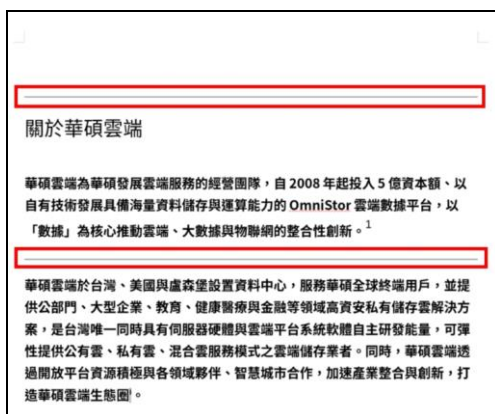 關於華碩雲端
華碩雲端為華碩發展雲端服務的經營團隊，自 2008 年起投入 5 億資本額、以
自有技術發展具備海量資料儲存與運算能力的 OmniStor 雲端數據平台，以
「數據」為核心推動雲端、大數據與物聯網的整合性創新。1
華碩雲端於台灣、美國與盧森堡設置資料中心，服務華碩全球終端用戶，並提
供公部門、大型企業、教育、健康醫療與金融等領域高資安私有儲存雲解決方
案，是台灣唯一同時具有伺服器硬體與雲端平台系統軟體自主研發能量，可彈
性提供公有雲、私有雲、混合雲服務模式之雲端儲存業者。同時，華碩雲端透
過開放平台資源積極與各領域夥伴、智慧城市合作，加速產業整合與創新，打
造華碩雲端生態圈i。